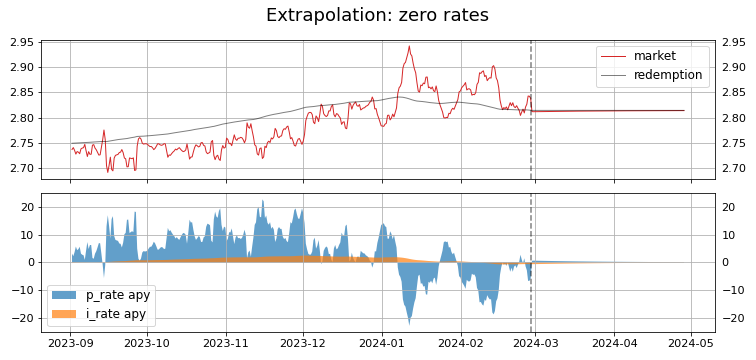 Extrapolation: zero rates
2.95 2.95
2.90 2.90
2.85 2.85
2.80 2.80
2.75 2.75
2.70 2.70
market
redemption
20 20
10 10
0 0
−10 −10
−20 −20
p_rate apy
i_rate apy
2023-09 2023-10 2023-11 2023-12 2024-01 2024-02 2024-03 2024-04 2024-05